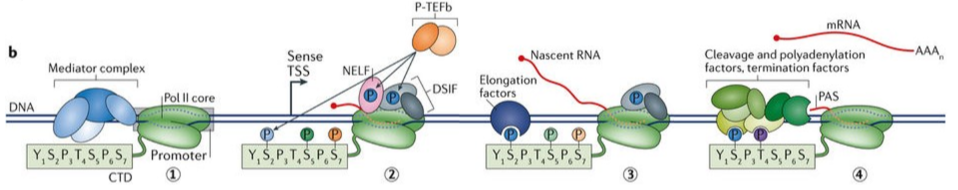 b
Mediator complex
DNA
Pol II core
Y₁S₂P₃T₄S₅P₆S₇
Promoter
CTD
①
P-TEFb
Sense
TSS
NELF
P
P
DSIF
P P P
Y₁S₂P₃T₄S₅P₆S₇
②
Nascent RNA
Elongation
factors
P
P P P
Y₁S₂P₃T₄S₅P₆S₇
③
mRNA
AAAₙ
Cleavage and polyadenylation
factors, termination factors
PAS
P P
Y₁S₂P₃T₄S₅P₆S₇
④